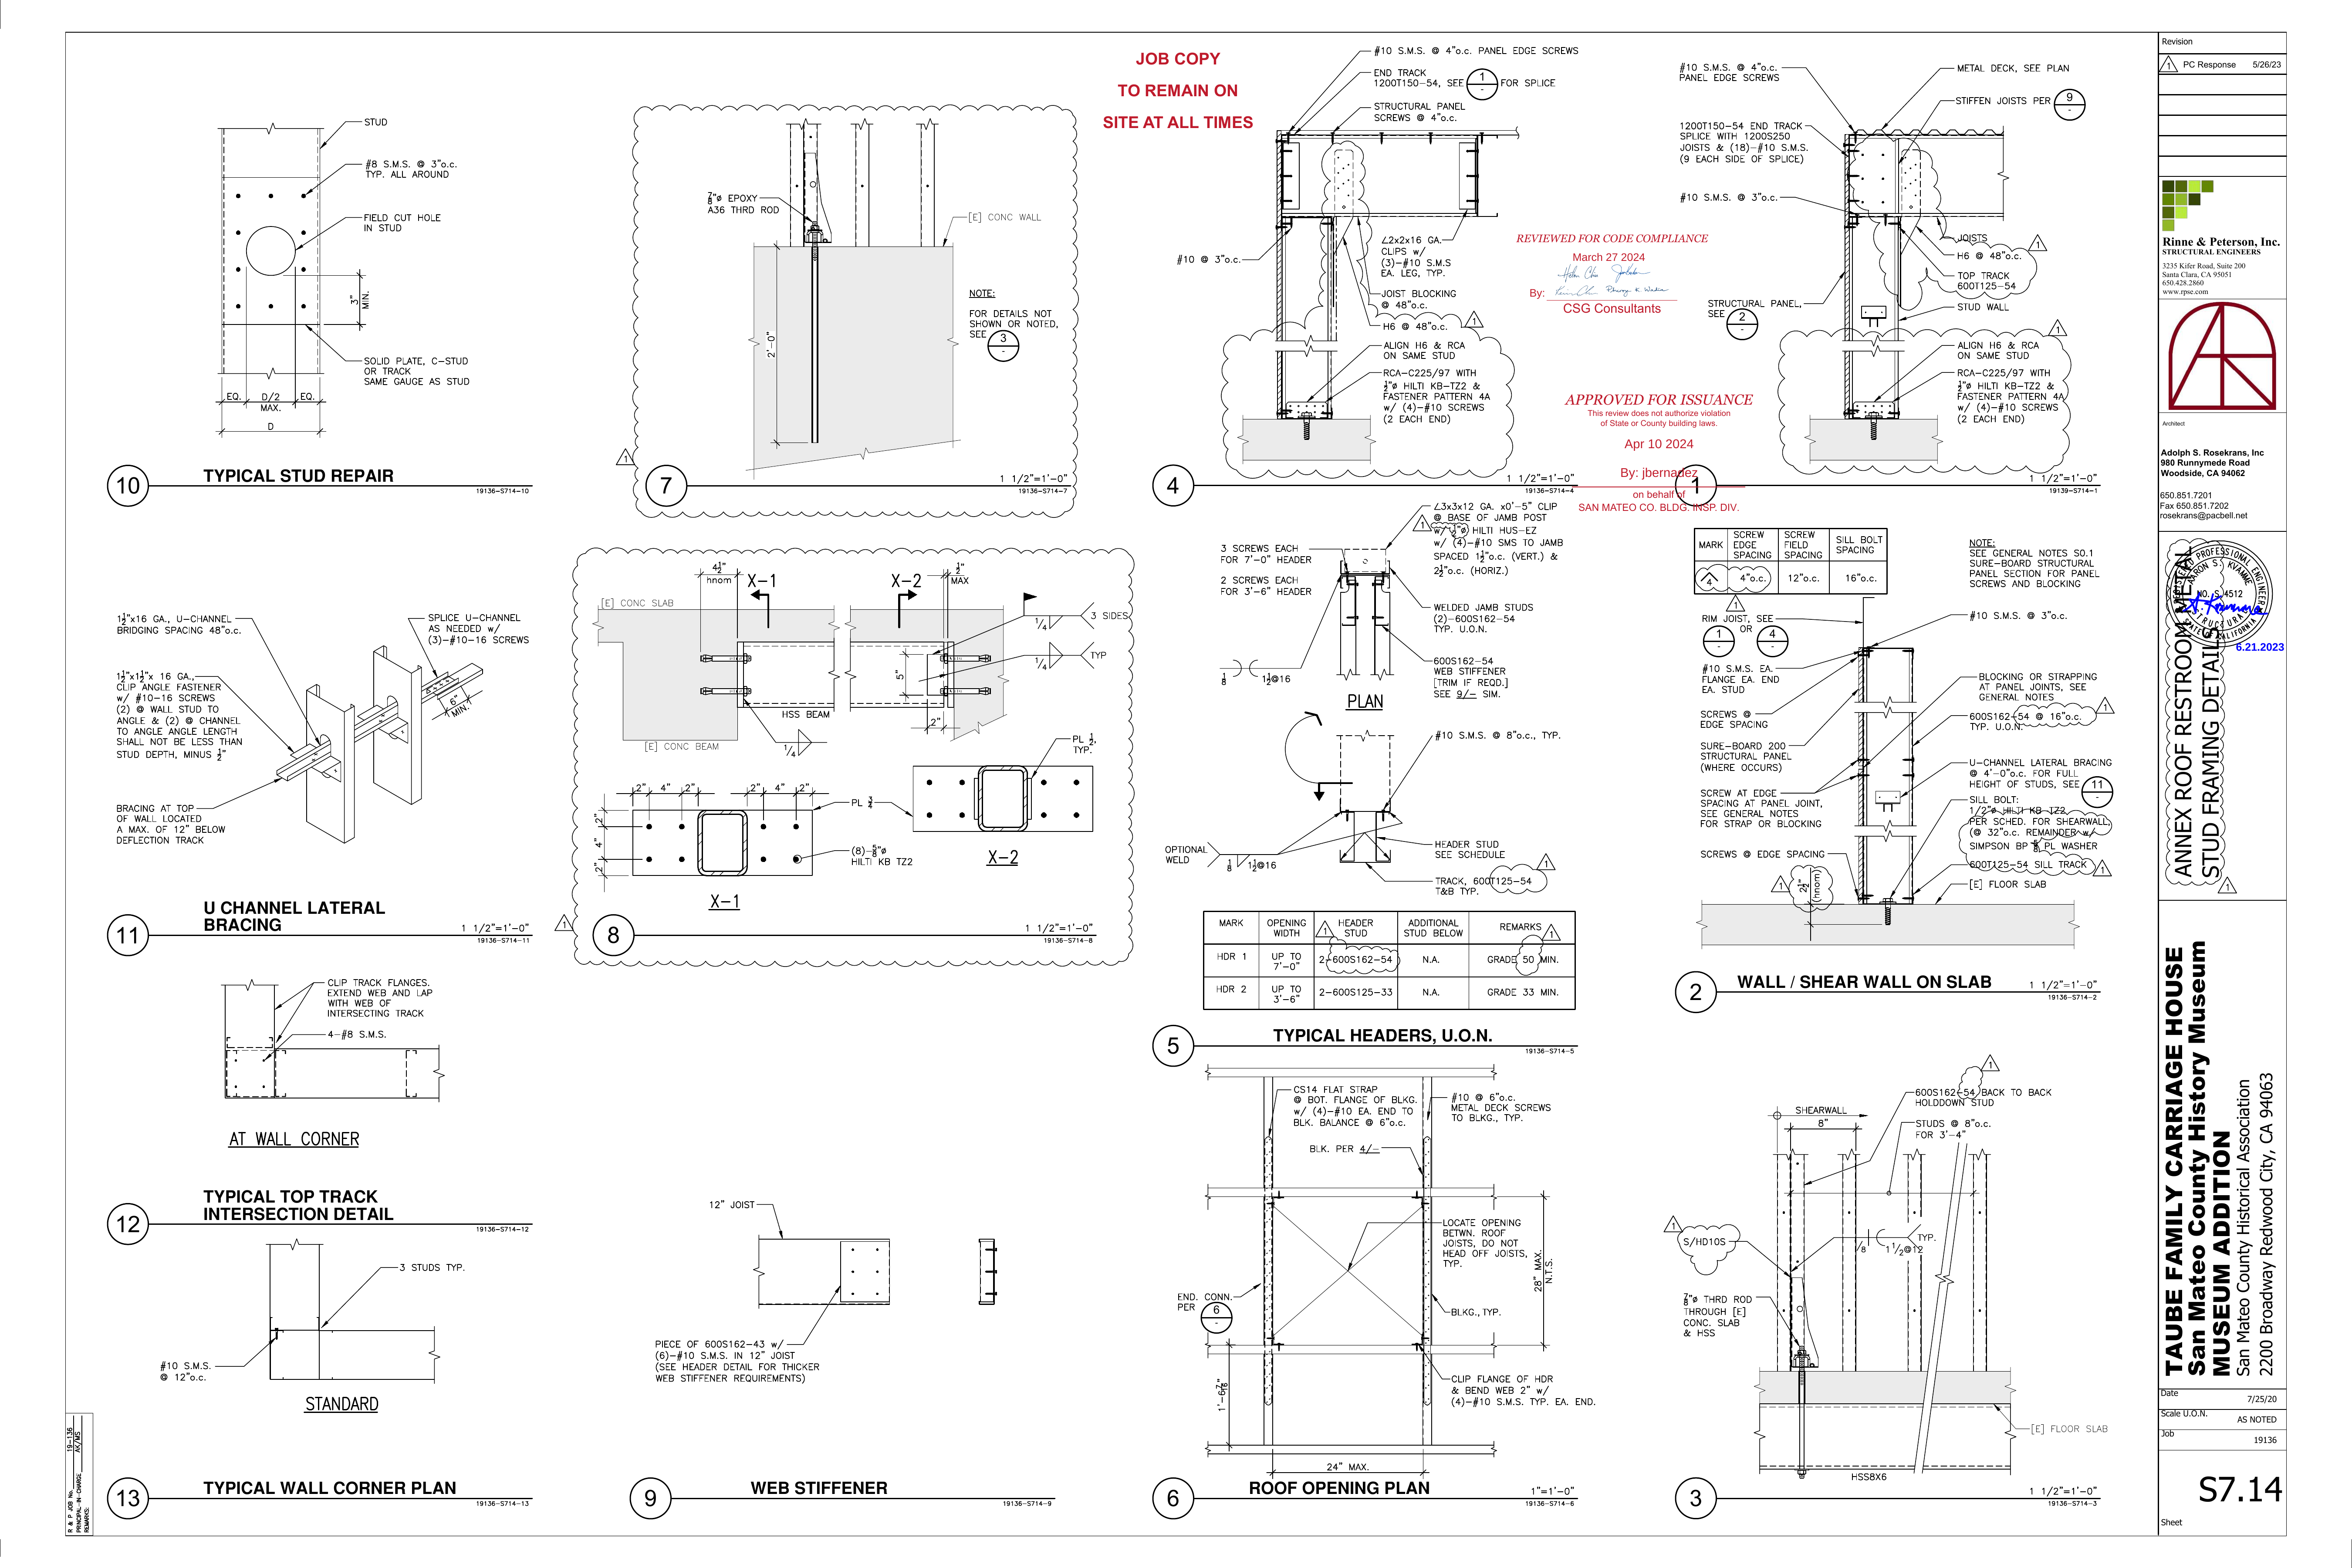 JOB COPY
TO REMAIN ON
SITE AT ALL TIMES
STUD
#8 S.M.S. @ 3"o.c.
TYP. ALL AROUND
FIELD CUT HOLE
IN STUD
3"
MIN.
SOLID PLATE, C-STUD
OR TRACK
SAME GAUGE AS STUD
EQ. D/2 EQ.
MAX.
D
10 TYPICAL STUD REPAIR
19136-S714-10
7/8"ø EPOXY
A36 THRD ROD
[E] CONC WALL
2'-0"
NOTE:
FOR DETAILS NOT
SHOWN OR NOTED,
SEE 3/-
1
7
1 1/2"=1'-0"
19136-S714-7
#10 S.M.S. @ 4"o.c. PANEL EDGE SCREWS
END TRACK
1200T150-54, SEE 1/- FOR SPLICE
STRUCTURAL PANEL
SCREWS @ 4"o.c.
#10 @ 3"o.c.
∠2x2x16 GA.
CLIPS w/
(3)-#10 S.M.S
EA. LEG, TYP.
JOIST BLOCKING
@ 48"o.c.
H6 @ 48"o.c. 1
ALIGN H6 & RCA
ON SAME STUD
RCA-C225/97 WITH
1/2"ø HILTI KB-TZ2 &
FASTENER PATTERN 4A
w/ (4)-#10 SCREWS
(2 EACH END)
4
1 1/2"=1'-0"
19136-S714-4
REVIEWED FOR CODE COMPLIANCE
March 27 2024
By:
CSG Consultants
APPROVED FOR ISSUANCE
This review does not authorize violation
of State or County building laws.
Apr 10 2024
By: jbernadez
on behalf of
SAN MATEO CO. BLDG. INSP. DIV.
#10 S.M.S. @ 4"o.c.
PANEL EDGE SCREWS
1200T150-54 END TRACK
SPLICE WITH 1200S250
JOISTS & (18)-#10 S.M.S.
(9 EACH SIDE OF SPLICE)
#10 S.M.S. @ 3"o.c.
STRUCTURAL PANEL,
SEE 2/-
METAL DECK, SEE PLAN
STIFFEN JOISTS PER 9/-
JOISTS
H6 @ 48"o.c.
1
TOP TRACK
600T125-54
STUD WALL
1
ALIGN H6 & RCA
ON SAME STUD
RCA-C225/97 WITH
1/2"ø HILTI KB-TZ2 &
FASTENER PATTERN 4A
w/ (4)-#10 SCREWS
(2 EACH END)
1
1 1/2"=1'-0"
19139-S714-1
1 1/2"x16 GA., U-CHANNEL
BRIDGING SPACING 48"o.c.
1 1/2"x1 1/2"x 16 GA.,
CLIP ANGLE FASTENER
w/ #10-16 SCREWS
(2) @ WALL STUD TO
ANGLE & (2) @ CHANNEL
TO ANGLE ANGLE LENGTH
SHALL NOT BE LESS THAN
STUD DEPTH, MINUS 1/2"
BRACING AT TOP
OF WALL LOCATED
A MAX. OF 12" BELOW
DEFLECTION TRACK
SPLICE U-CHANNEL
AS NEEDED w/
(3)-#10-16 SCREWS
6"
MIN.
11 U CHANNEL LATERAL
BRACING
1 1/2"=1'-0"
19136-S714-11
4 1/2"
hnom
X-1
X-2
1/2"
MAX
[E] CONC SLAB
1/4 3 SIDES
1/4 TYP
5"
HSS BEAM
2"
1/4
[E] CONC BEAM
PL 1/2,
TYP.
2" 4" 2" 2" 4" 2"
PL 3/4
2"
4"
2"
(8)-5/8"ø
HILTI KB TZ2
X-2
X-1
1
8
1 1/2"=1'-0"
19136-S714-8
∠3x3x12 GA. x0'-5" CLIP
@ BASE OF JAMB POST
1
w/ 1/2"ø HILTI HUS-EZ
w/ (4)-#10 SMS TO JAMB
SPACED 1 1/2"o.c. (VERT.) &
2 1/2"o.c. (HORIZ.)
3 SCREWS EACH
FOR 7'-0" HEADER
2 SCREWS EACH
FOR 3'-6" HEADER
WELDED JAMB STUDS
(2)-600S162-54
TYP. U.O.N.
600S162-54
WEB STIFFENER
[TRIM IF REQD.]
SEE 9/- SIM.
1/8 1 1/2@16
PLAN
#10 S.M.S. @ 8"o.c., TYP.
OPTIONAL
WELD
1/8 1 1/2@16
HEADER STUD
SEE SCHEDULE
1
TRACK, 600T125-54
T&B TYP.
MARK OPENING WIDTH 1 HEADER STUD ADDITIONAL STUD BELOW REMARKS 1
HDR 1 UP TO 7'-0" 2-600S162-54 N.A. GRADE 50 MIN.
HDR 2 UP TO 3'-6" 2-600S125-33 N.A. GRADE 33 MIN.
5 TYPICAL HEADERS, U.O.N.
19136-S714-5
MARK SCREW EDGE SPACING SCREW FIELD SPACING SILL BOLT SPACING
4 4"o.c. 12"o.c. 16"o.c.
NOTE:
SEE GENERAL NOTES S0.1
SURE-BOARD STRUCTURAL
PANEL SECTION FOR PANEL
SCREWS AND BLOCKING
1
RIM JOIST, SEE
1/- OR 4/-
#10 S.M.S. EA.
FLANGE EA. END
EA. STUD
SCREWS @
EDGE SPACING
SURE-BOARD 200
STRUCTURAL PANEL
(WHERE OCCURS)
SCREW AT EDGE
SPACING AT PANEL JOINT,
SEE GENERAL NOTES
FOR STRAP OR BLOCKING
SCREWS @ EDGE SPACING
1
2 1/2"
(hnom)
#10 S.M.S. @ 3"o.c.
BLOCKING OR STRAPPING
AT PANEL JOINTS, SEE
GENERAL NOTES
600S162-54 @ 16"o.c.
TYP. U.O.N.
1
U-CHANNEL LATERAL BRACING
@ 4'-0"o.c. FOR FULL
HEIGHT OF STUDS, SEE 11/-
SILL BOLT:
1/2"ø HILTI KB TZ2
PER SCHED. FOR SHEARWALL,
(@ 32"o.c. REMAINDER w/
SIMPSON BP 5/8 PL WASHER
600T125-54 SILL TRACK
1
[E] FLOOR SLAB
2 WALL / SHEAR WALL ON SLAB
1 1/2"=1'-0"
19136-S714-2
CLIP TRACK FLANGES.
EXTEND WEB AND LAP
WITH WEB OF
INTERSECTING TRACK
4-#8 S.M.S.
AT WALL CORNER
12 TYPICAL TOP TRACK
INTERSECTION DETAIL
19136-S714-12
3 STUDS TYP.
#10 S.M.S.
@ 12"o.c.
STANDARD
13 TYPICAL WALL CORNER PLAN
19136-S714-13
12" JOIST
PIECE OF 600S162-43 w/
(6)-#10 S.M.S. IN 12" JOIST
(SEE HEADER DETAIL FOR THICKER
WEB STIFFENER REQUIREMENTS)
9 WEB STIFFENER
19136-S714-9
CS14 FLAT STRAP
@ BOT. FLANGE OF BLKG.
w/ (4)-#10 EA. END TO
BLK. BALANCE @ 6"o.c.
BLK. PER 4/-
#10 @ 6"o.c.
METAL DECK SCREWS
TO BLKG., TYP.
LOCATE OPENING
BETWN. ROOF
JOISTS, DO NOT
HEAD OFF JOISTS,
TYP.
28" MAX.
N.T.S.
END. CONN.
PER 6/-
BLKG., TYP.
1'-6 7/16"
CLIP FLANGE OF HDR
& BEND WEB 2" w/
(4)-#10 S.M.S. TYP. EA. END.
24" MAX.
6 ROOF OPENING PLAN
1"=1'-0"
19136-S714-6
1
600S162-54 BACK TO BACK
HOLDDOWN STUD
SHEARWALL
8"
STUDS @ 8"o.c.
FOR 3'-4"
1
S/HD10S
TYP.
1/8 1 1/2@12
7/8"ø THRD ROD
THROUGH [E]
CONC. SLAB
& HSS
[E] FLOOR SLAB
HSS8X6
3
1 1/2"=1'-0"
19136-S714-3
R & P JOB No. 19-136
PRINCIPAL-IN-CHARGE AK/MS
REMARKS:
Revision
1 PC Response 5/26/23
Rinne & Peterson, Inc.
STRUCTURAL ENGINEERS
3235 Kifer Road, Suite 200
Santa Clara, CA 95051
650.428.2860
www.rpse.com
Architect
Adolph S. Rosekrans, Inc
980 Runnymede Road
Woodside, CA 94062
650.851.7201
Fax 650.851.7202
rosekrans@pacbell.net
REGISTERED PROFESSIONAL ENGINEER
AARON S. KVAMME
NO. S 4512
STRUCTURAL
STATE OF CALIFORNIA
6.21.2023
ANNEX ROOF RESTROOM METAL
STUD FRAMING DETAILS
1
TAUBE FAMILY CARRIAGE HOUSE
San Mateo County History Museum
MUSEUM ADDITION
San Mateo County Historical Association
2200 Broadway Redwood City, CA 94063
Date
7/25/20
Scale U.O.N.
AS NOTED
Job
19136
S7.14
Sheet